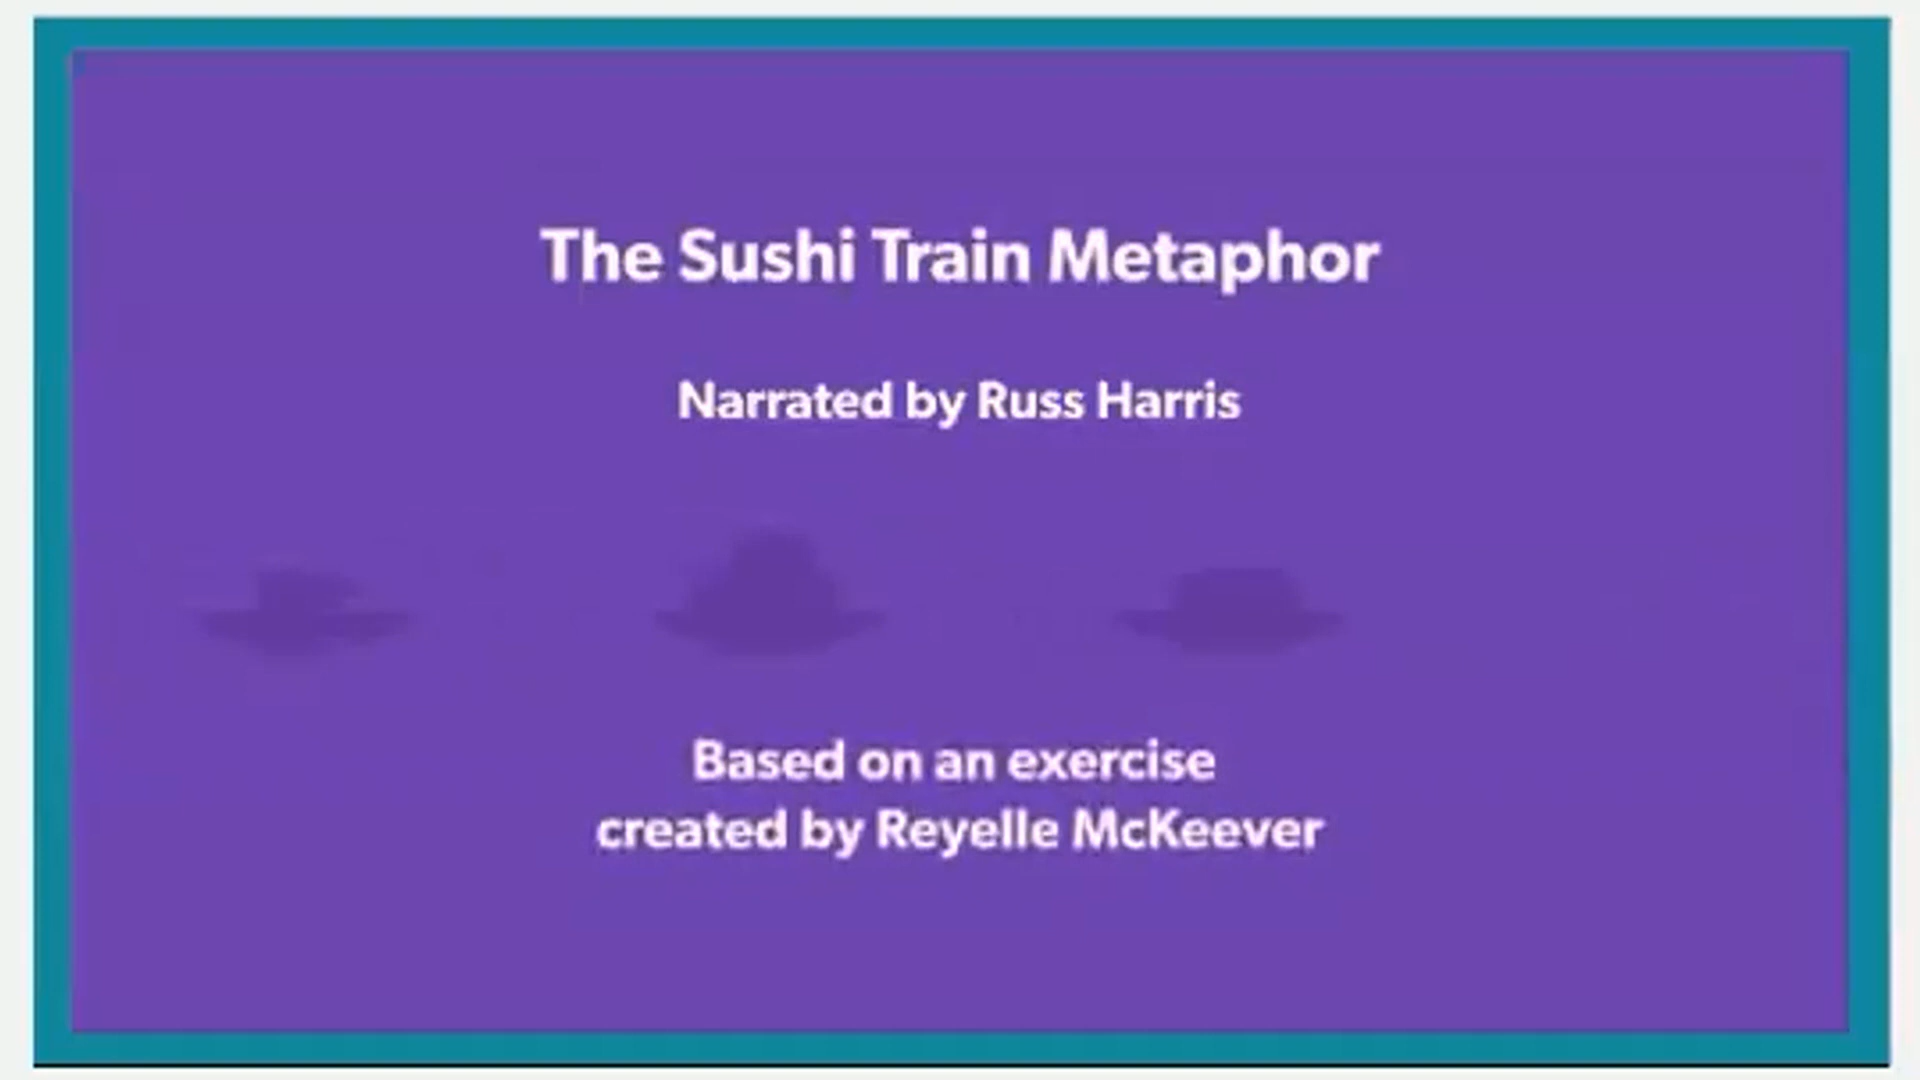 The Sushi Train Metaphor
Narrated by Russ Harris
Based on an exercise
created by Reyelle McKeever